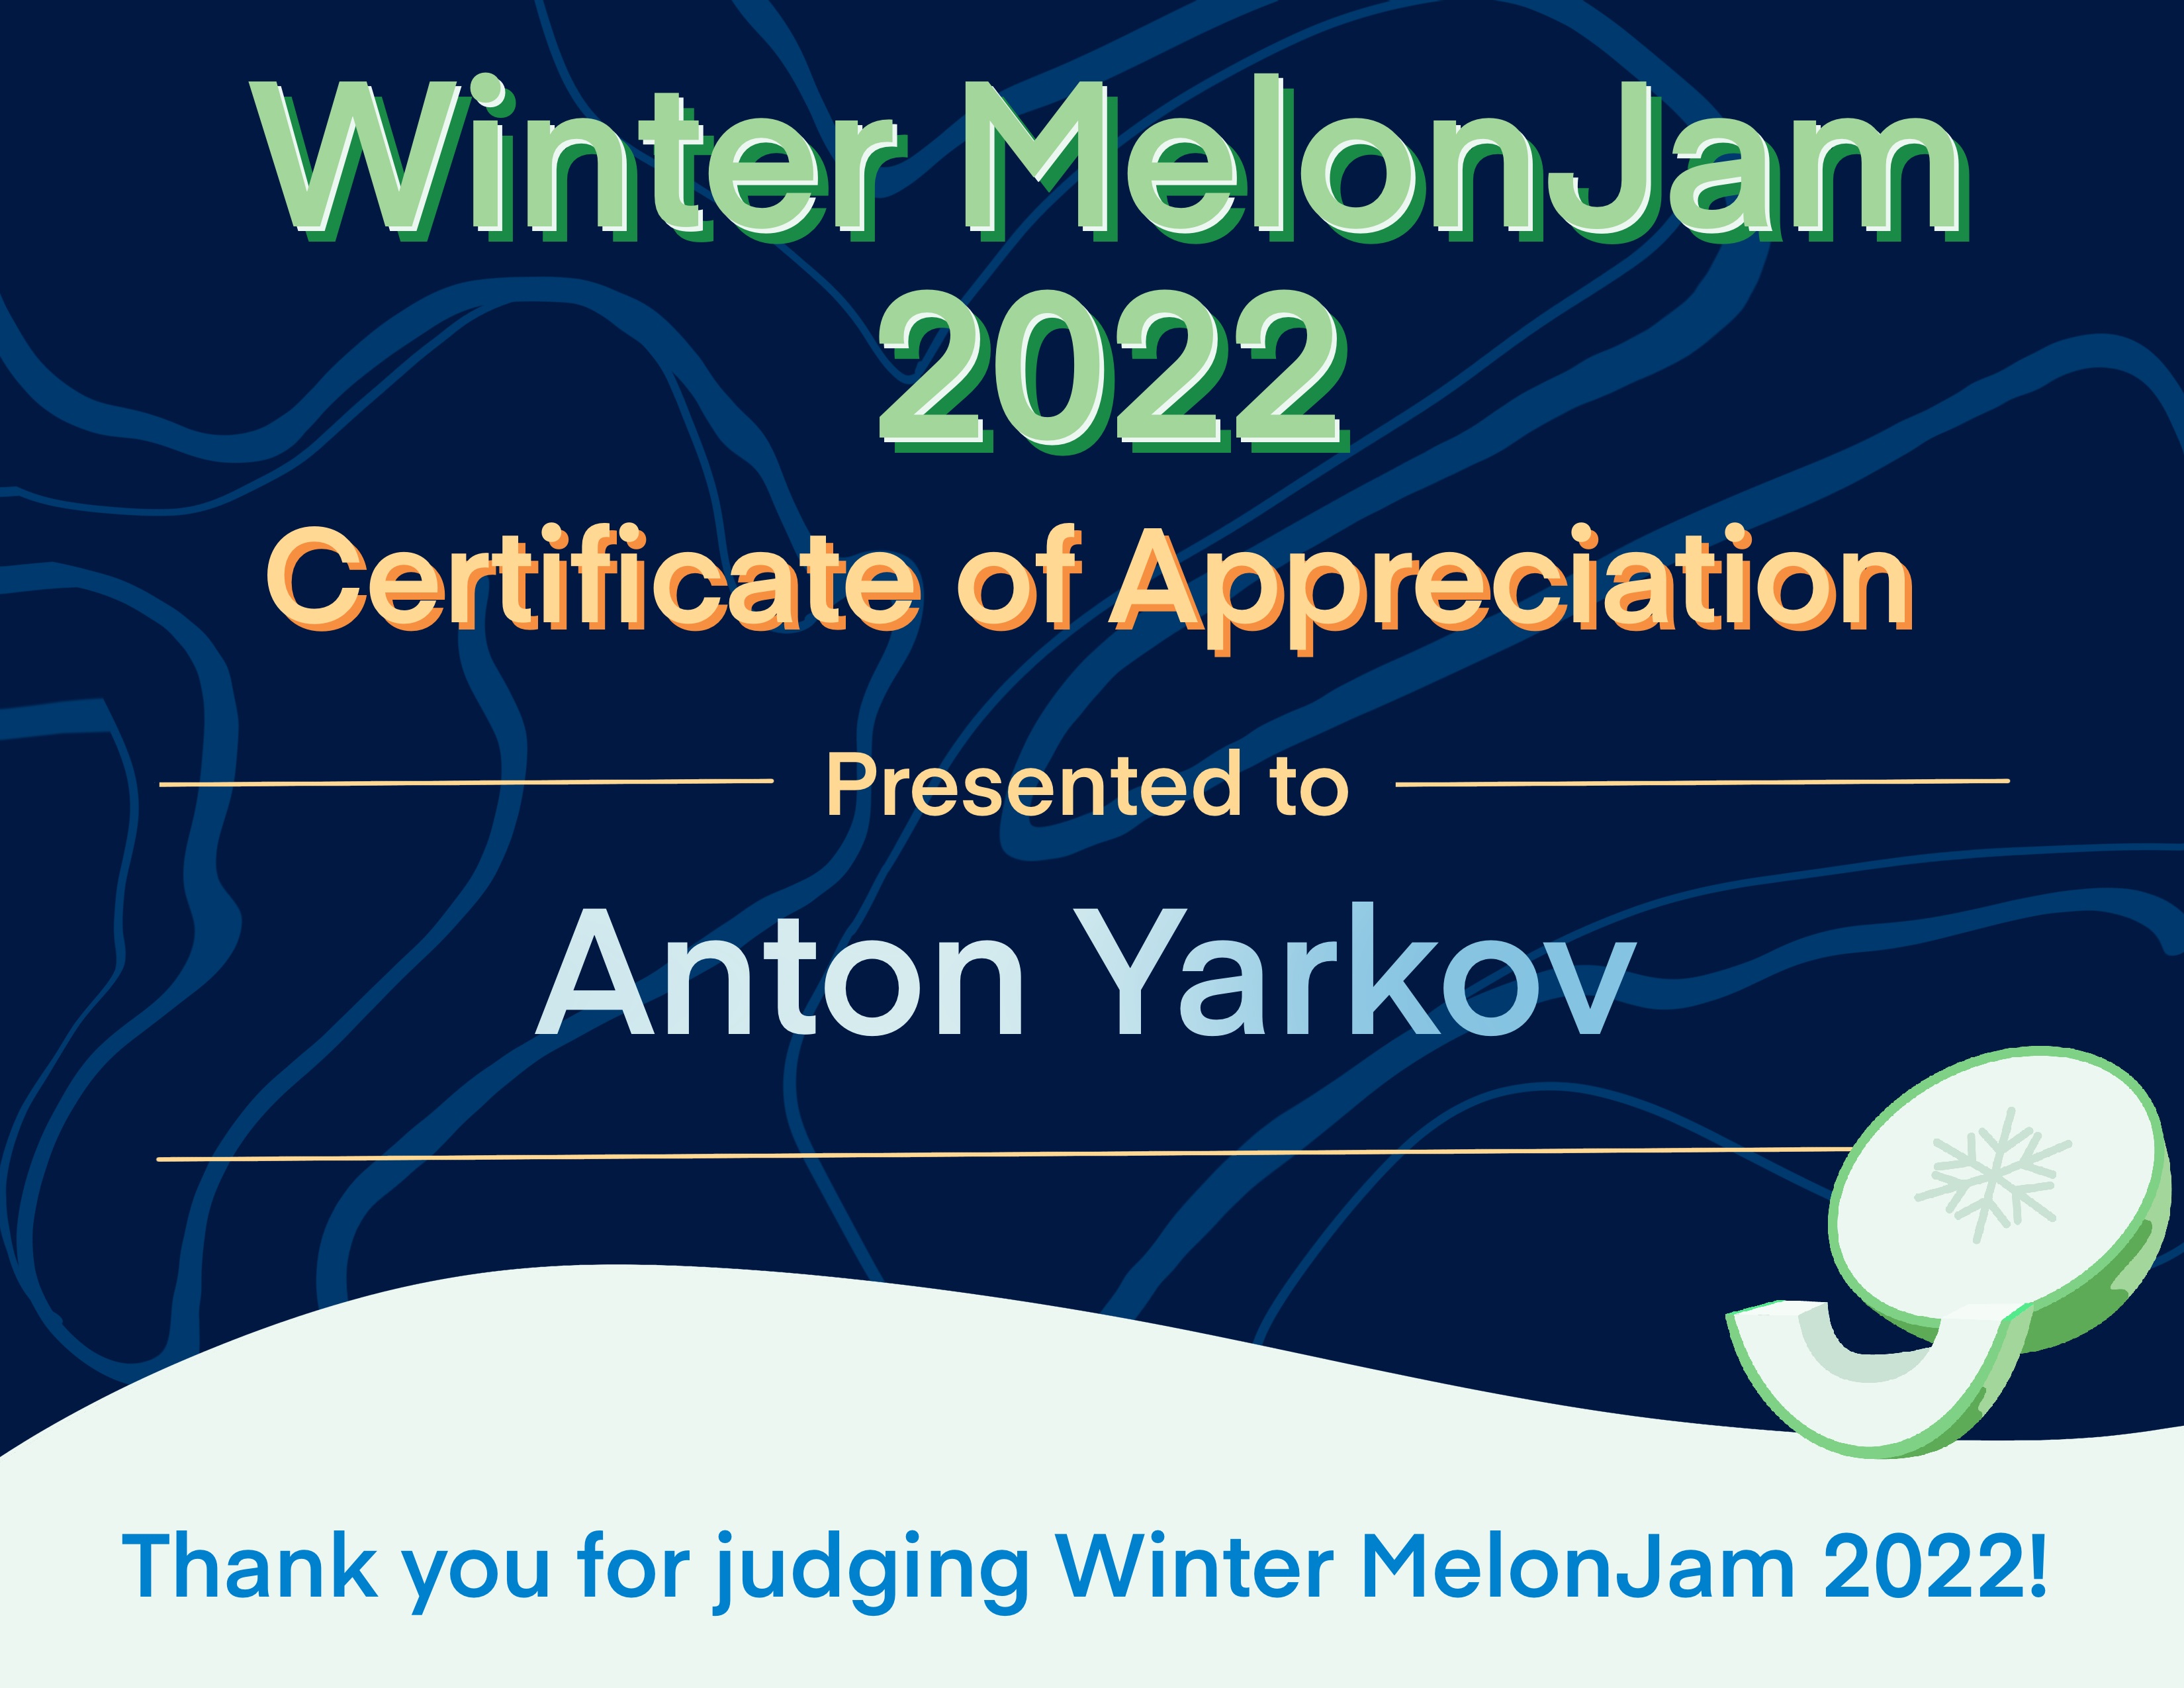 Winter MelonJam
2022
Certificate of Appreciation
Presented to
Anton Yarkov
Thank you for judging Winter MelonJam 2022!